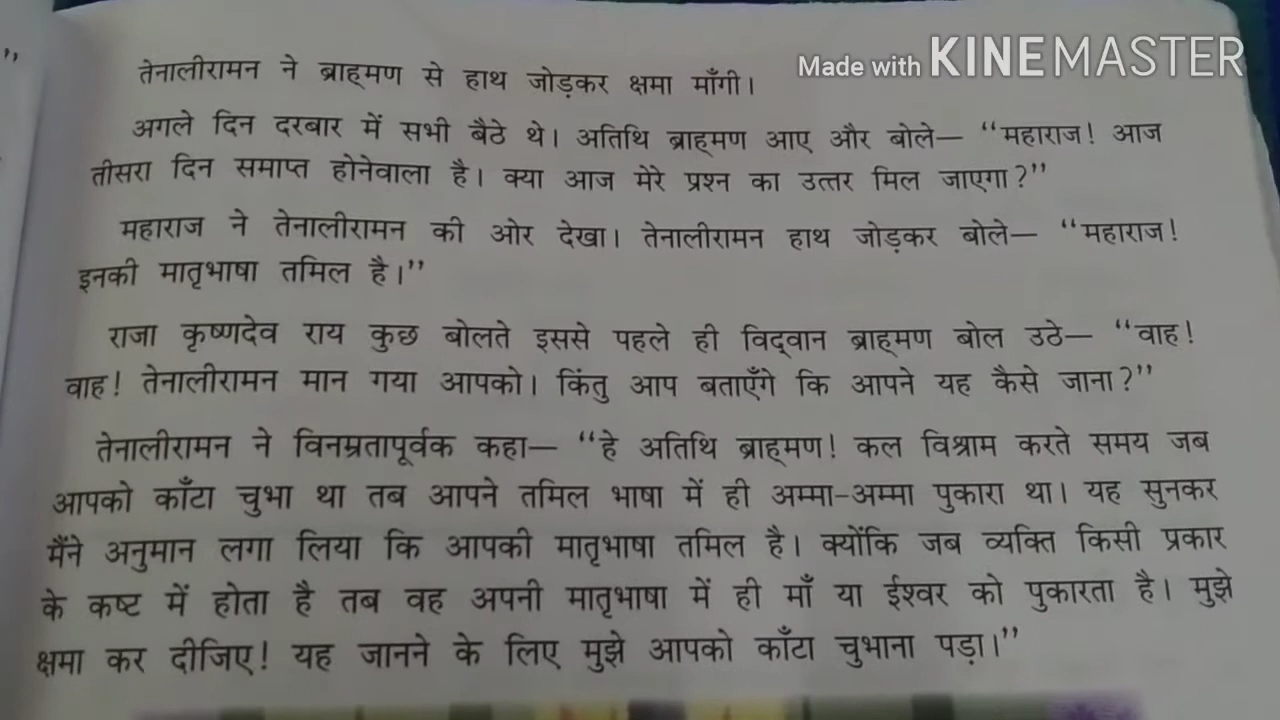 ”
Made with KINEMASTER
तेनालीरामन ने ब्राह्मण से हाथ जोड़कर क्षमा माँगी।
अगले दिन दरबार में सभी बैठे थे। अतिथि ब्राह्मण आए और बोले— “महाराज! आज
तीसरा दिन समाप्त होनेवाला है। क्या आज मेरे प्रश्न का उत्तर मिल जाएगा?”
महाराज ने तेनालीरामन की ओर देखा। तेनालीरामन हाथ जोड़कर बोले— “महाराज!
इनकी मातृभाषा तमिल है।”
राजा कृष्णदेव राय कुछ बोलते इससे पहले ही विद्‌वान ब्राह्मण बोल उठे— “वाह!
वाह! तेनालीरामन मान गया आपको। किंतु आप बताएँगे कि आपने यह कैसे जाना?”
तेनालीरामन ने विनम्रतापूर्वक कहा— “हे अतिथि ब्राह्मण! कल विश्राम करते समय जब
आपको काँटा चुभा था तब आपने तमिल भाषा में ही अम्मा-अम्मा पुकारा था। यह सुनकर
मैंने अनुमान लगा लिया कि आपकी मातृभाषा तमिल है। क्योंकि जब व्यक्ति किसी प्रकार
के कष्ट में होता है तब वह अपनी मातृभाषा में ही माँ या ईश्वर को पुकारता है। मुझे
क्षमा कर दीजिए! यह जानने के लिए मुझे आपको काँटा चुभाना पड़ा।”